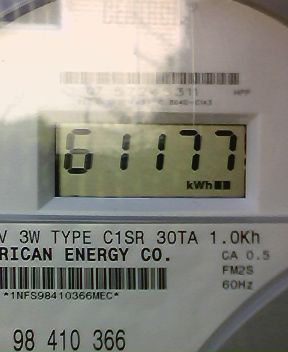 61177
kWh
V 3W TYPE C1SR 30TA 1.0Kh
RICAN ENERGY CO.
CA 0.5
FM2S
60Hz
*1NFS98410366MEC*
98 410 366